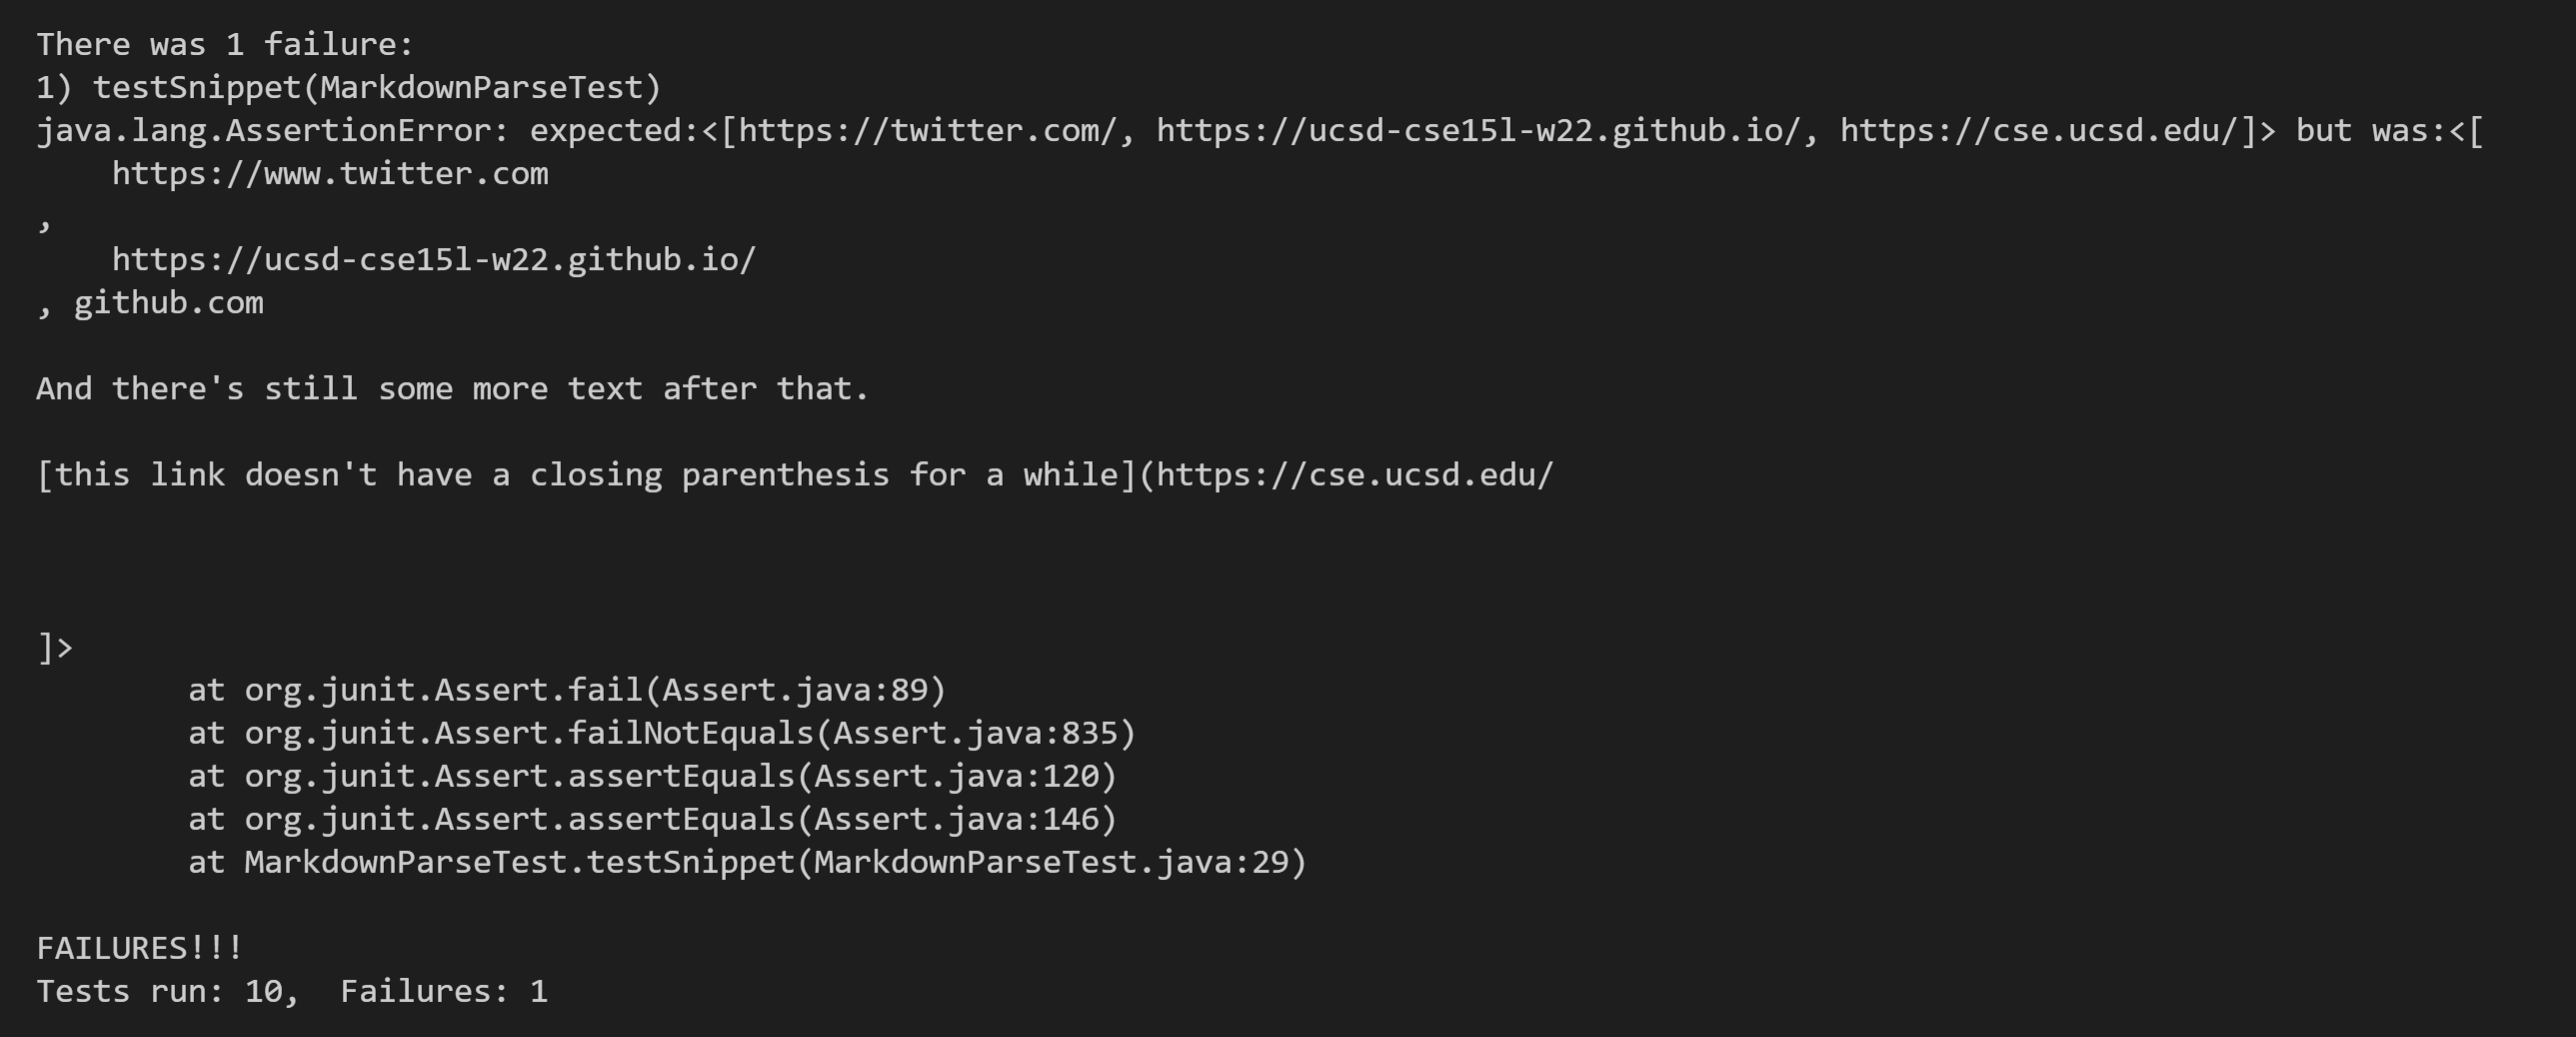 There was 1 failure:
1) testSnippet(MarkdownParseTest)
java.lang.AssertionError: expected:<[https://twitter.com/, https://ucsd-cse15l-w22.github.io/, https://cse.ucsd.edu/]> but was:<[
    https://www.twitter.com
,
    https://ucsd-cse15l-w22.github.io/
, github.com

And there's still some more text after that.

[this link doesn't have a closing parenthesis for a while](https://cse.ucsd.edu/



]>
        at org.junit.Assert.fail(Assert.java:89)
        at org.junit.Assert.failNotEquals(Assert.java:835)
        at org.junit.Assert.assertEquals(Assert.java:120)
        at org.junit.Assert.assertEquals(Assert.java:146)
        at MarkdownParseTest.testSnippet(MarkdownParseTest.java:29)

FAILURES!!!
Tests run: 10,  Failures: 1